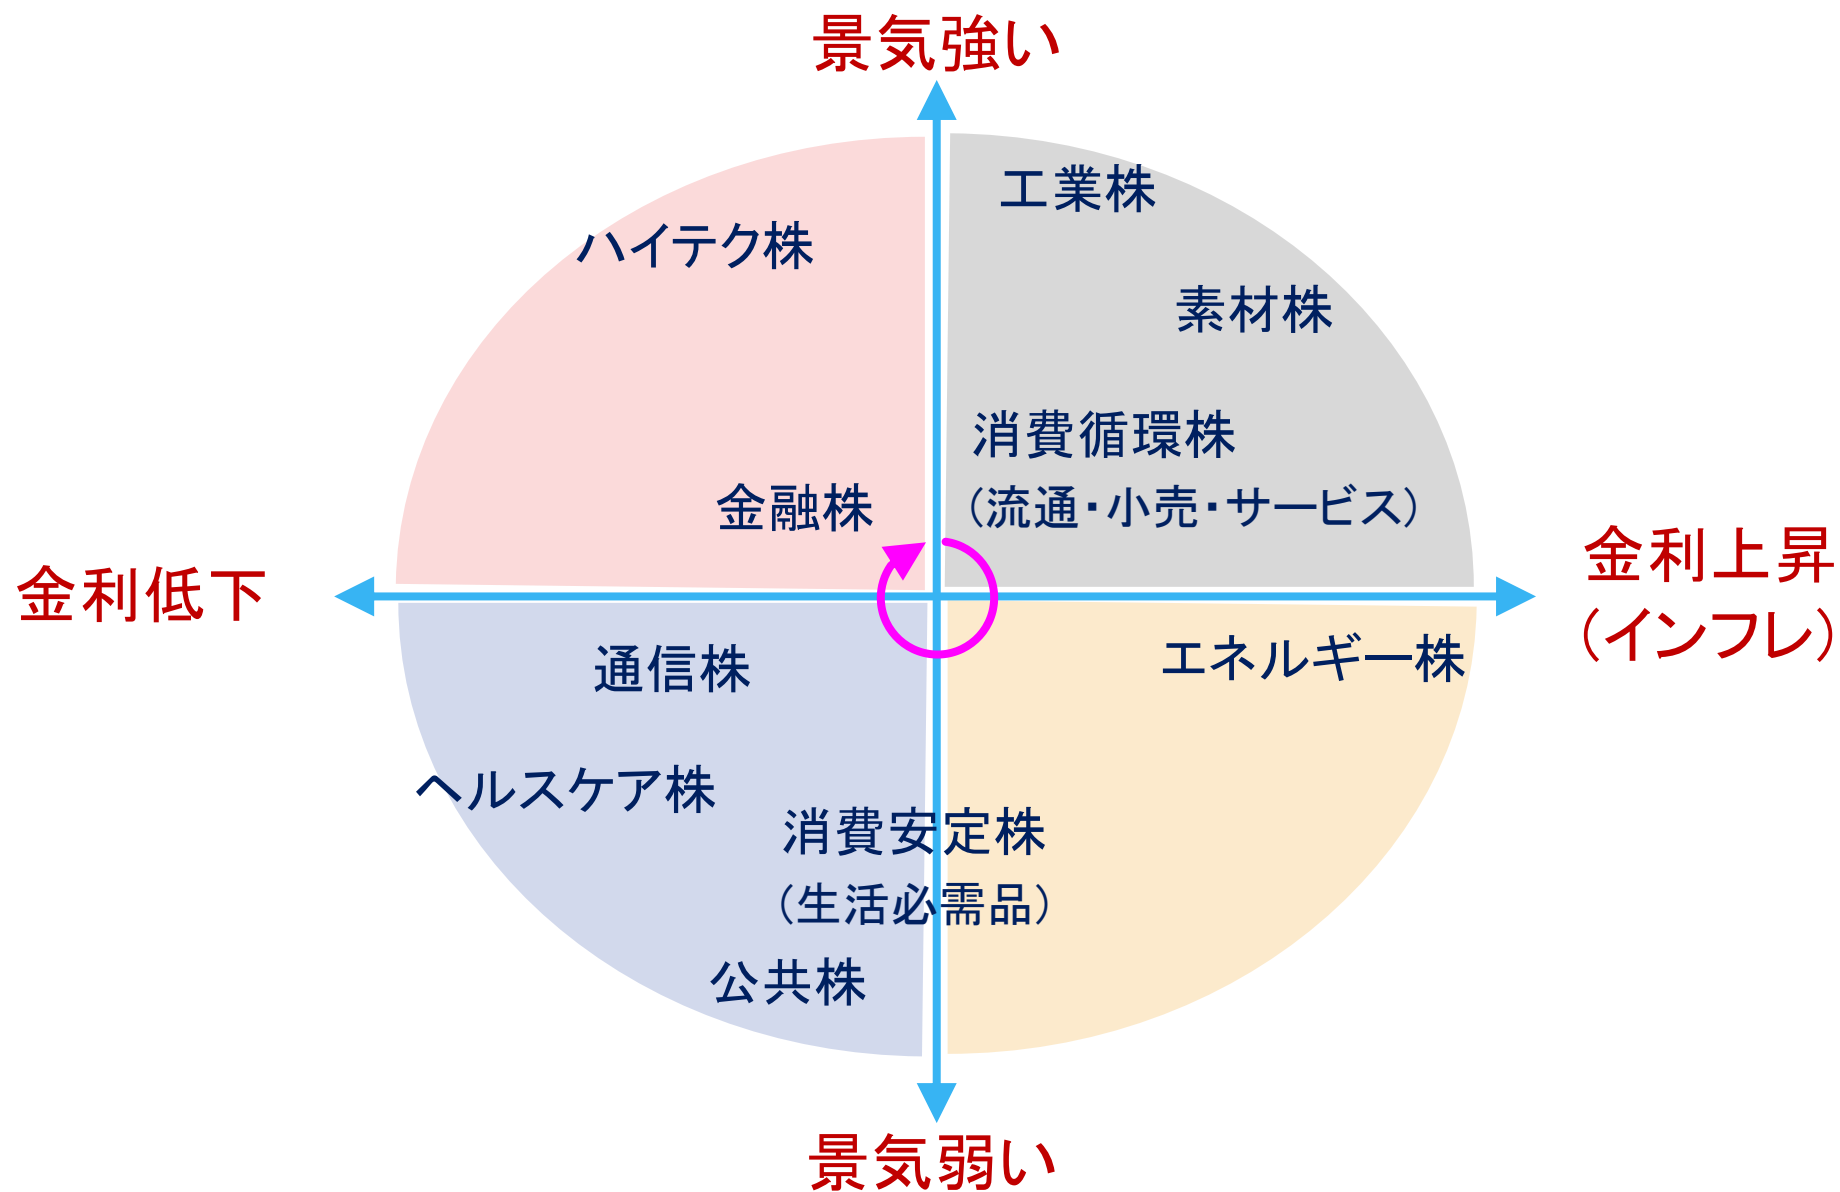 景気強い
工業株
ハイテク株
素材株
消費循環株
（流通・小売・サービス）
金融株
金利上昇
（インフレ）
金利低下
エネルギー株
通信株
ヘルスケア株
消費安定株
（生活必需品）
公共株
景気弱い